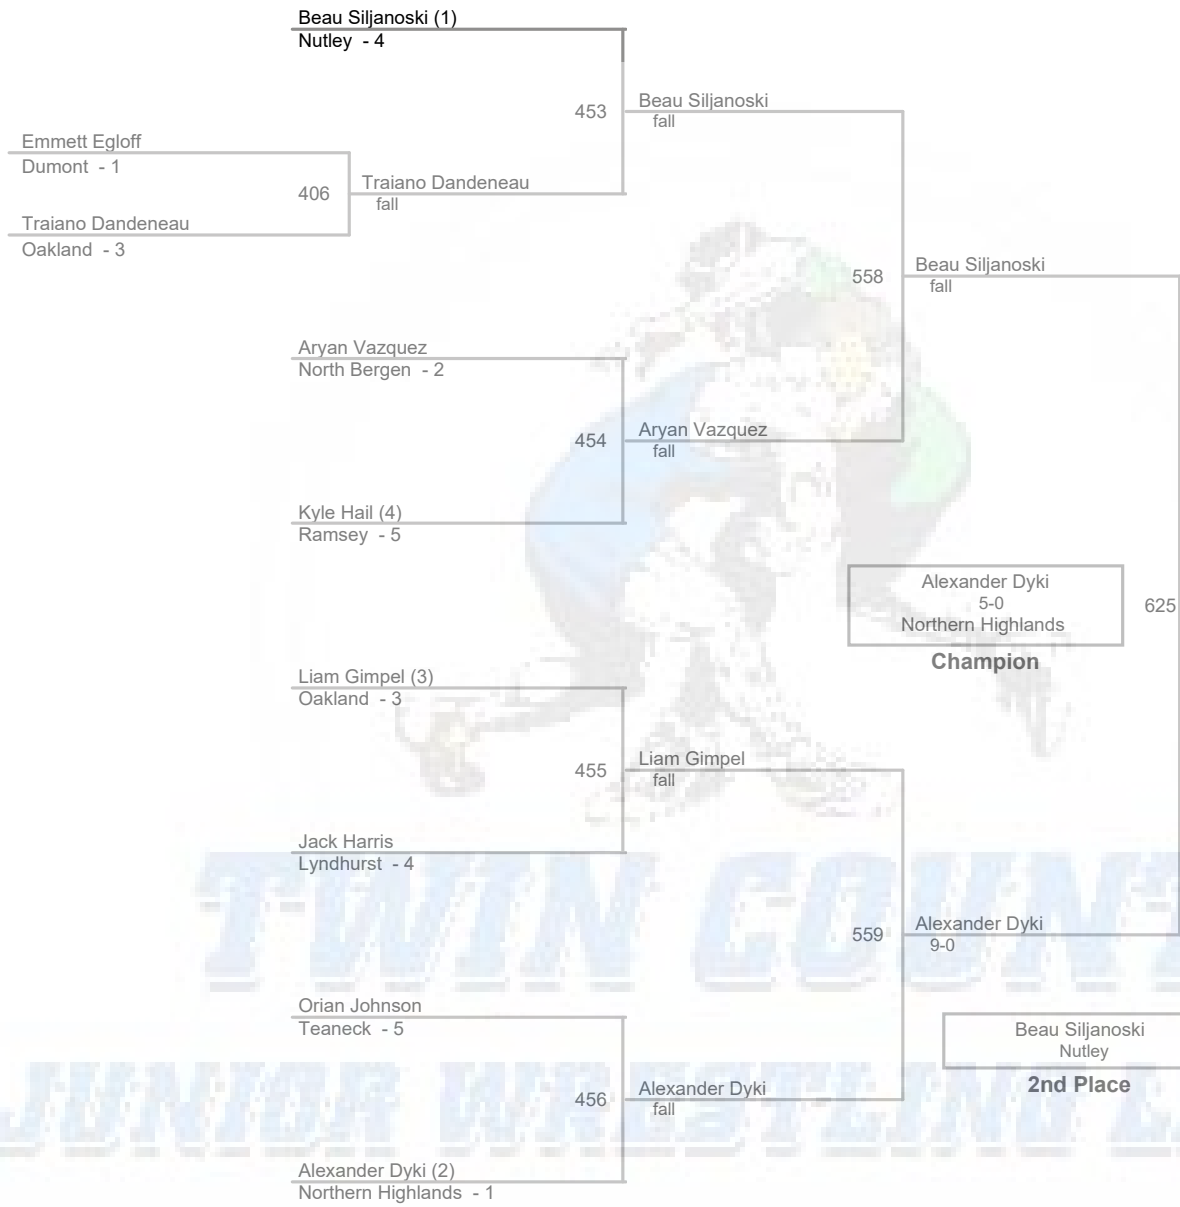 Beau Siljanoski (1)
Nutley - 4
453
Beau Siljanoski
fall
Emmett Egloff
Dumont - 1
406
Traiano Dandeneau
fall
Traiano Dandeneau
Oakland - 3
558
Beau Siljanoski
fall
Aryan Vazquez
North Bergen - 2
454
Aryan Vazquez
fall
Kyle Hail (4)
Ramsey - 5
Alexander Dyki
5-0
Northern Highlands
Champion
625
Liam Gimpel (3)
Oakland - 3
455
Liam Gimpel
fall
Jack Harris
Lyndhurst - 4
TWIN COUNT
559
Alexander Dyki
9-0
Orian Johnson
Teaneck - 5
Beau Siljanoski
Nutley
2nd Place
JUNIOR WRESTLING
456
Alexander Dyki
fall
Alexander Dyki (2)
Northern Highlands - 1